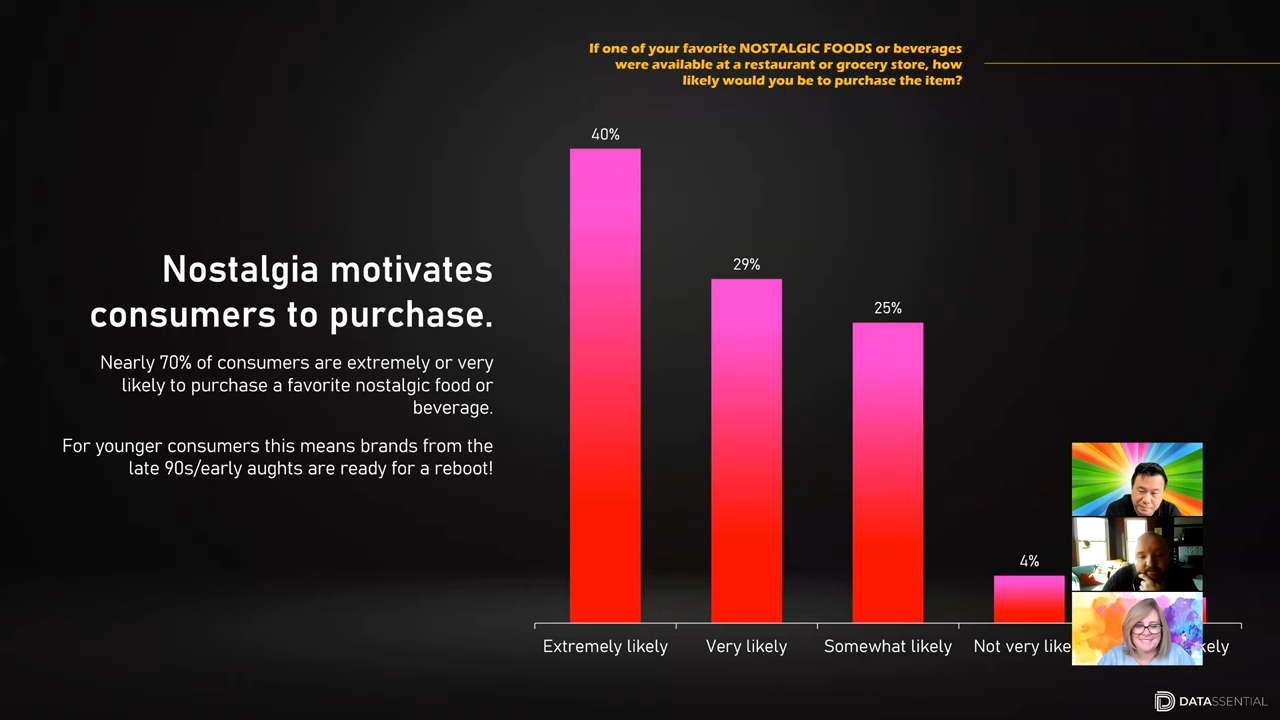 If one of your favorite NOSTALGIC FOODS or beverages
were available at a restaurant or grocery store, how
likely would you be to purchase the item?
Nostalgia motivates
consumers to purchase.
Nearly 70% of consumers are extremely or very
likely to purchase a favorite nostalgic food or
beverage.
For younger consumers this means brands from the
late 90s/early aughts are ready for a reboot!
40%
29%
25%
4%
Extremely likely
Very likely
Somewhat likely
Not very
DATASSENTIAL